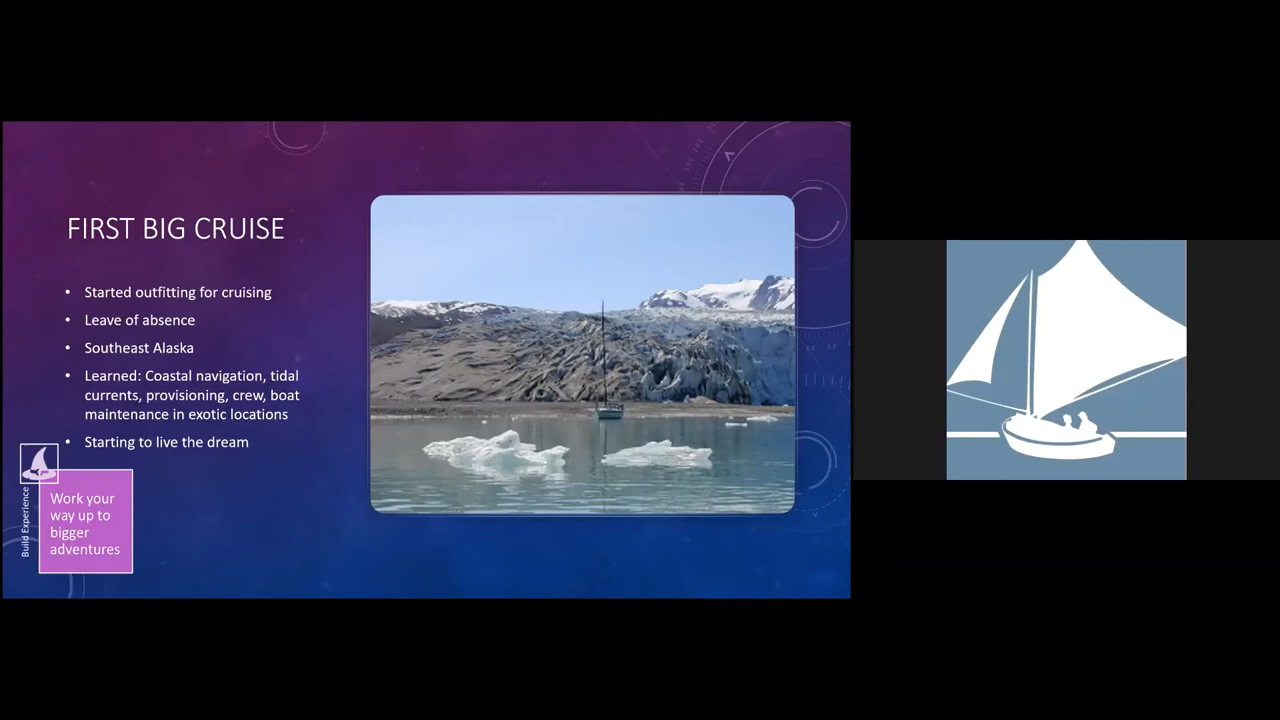 FIRST BIG CRUISE
• Started outfitting for cruising
• Leave of absence
• Southeast Alaska
• Learned: Coastal navigation, tidal
currents, provisioning, crew, boat
maintenance in exotic locations
• Starting to live the dream
Build Experience
Work your
way up to
bigger
adventures